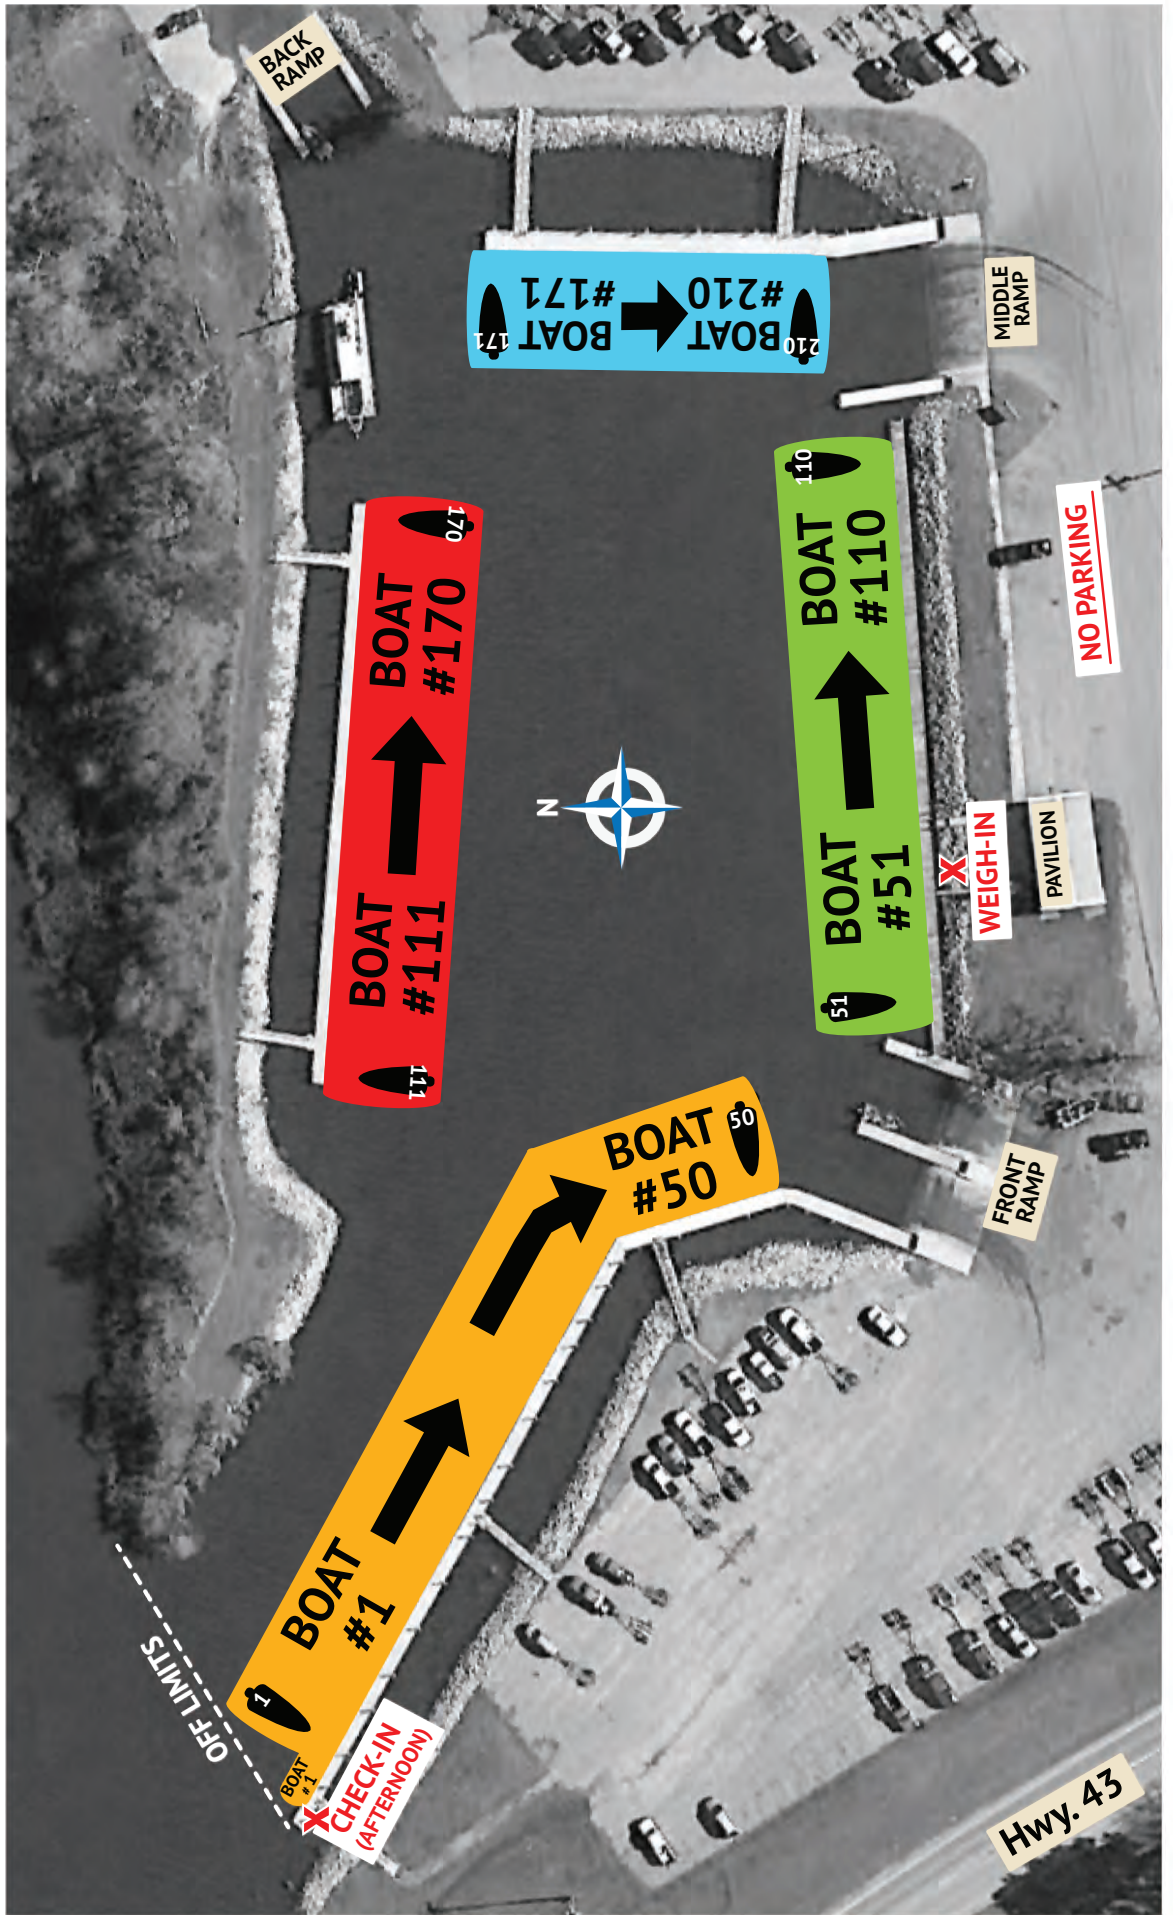 BACK
RAMP
171
BOAT
#171
BOAT
#210
210
MIDDLE
RAMP
170
BOAT
#170
BOAT
#111
111
110
BOAT
#110
BOAT
#51
51
NO PARKING
N
WEIGH-IN
PAVILION
X
BOAT
#50
50
FRONT
RAMP
BOAT
#1
1
OFF LIMITS
BOAT
#1
X
CHECK-IN
(AFTERNOON)
Hwy. 43